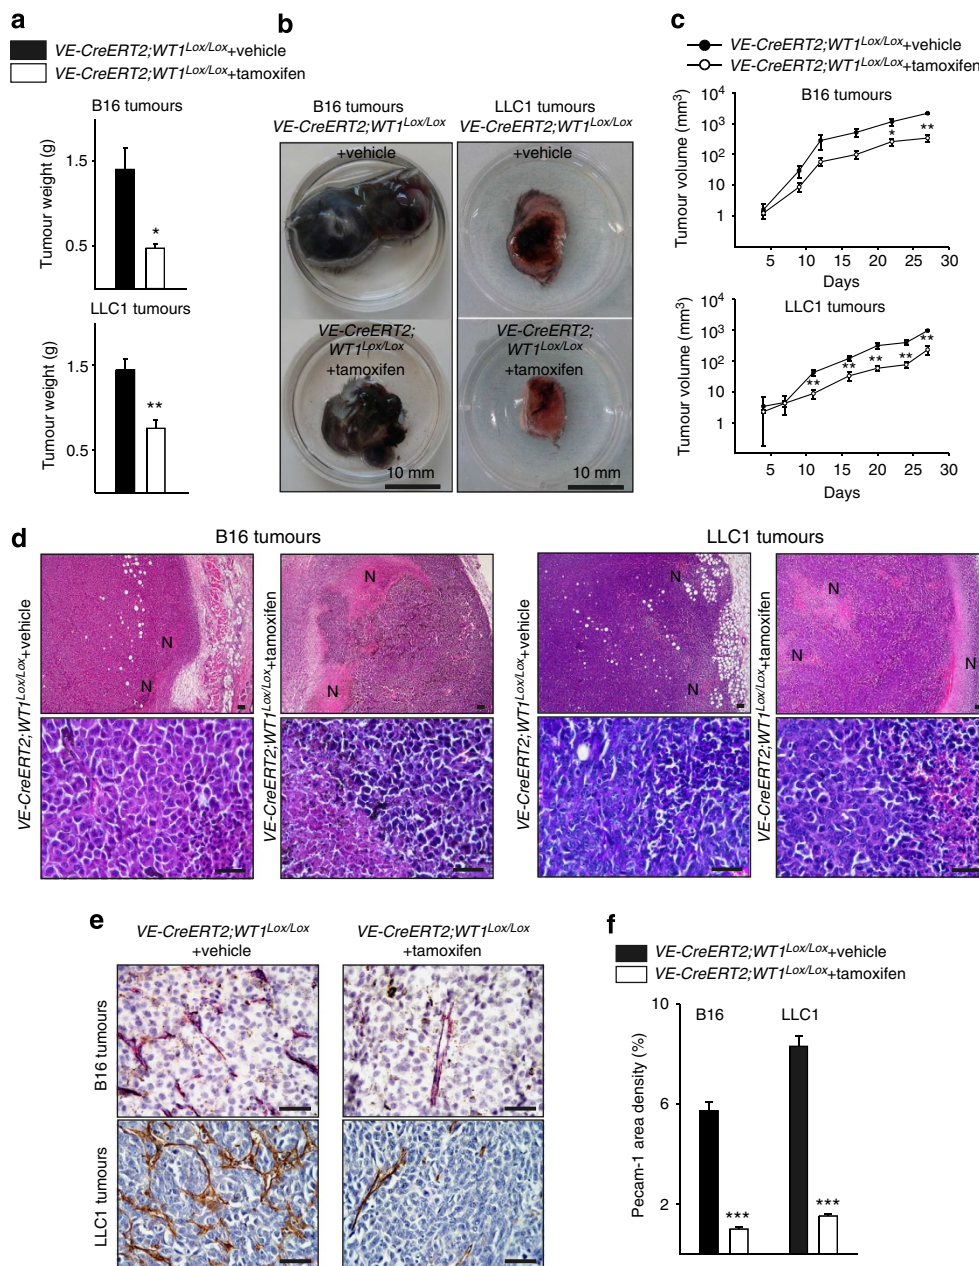 a
VE-CreERT2;WT1Lox/Lox+vehicle
VE-CreERT2;WT1Lox/Lox+tamoxifen
B16 tumours
Tumour weight (g)
1.5
0.5
*
LLC1 tumours
Tumour weight (g)
1.5
0.5
**
b
B16 tumours
VE-CreERT2;WT1Lox/Lox
+vehicle
LLC1 tumours
VE-CreERT2;WT1Lox/Lox
+vehicle
VE-CreERT2;
WT1Lox/Lox
+tamoxifen
10 mm
VE-CreERT2;
WT1Lox/Lox
+tamoxifen
10 mm
c
VE-CreERT2;WT1Lox/Lox+vehicle
VE-CreERT2;WT1Lox/Lox+tamoxifen
B16 tumours
Tumour volume (mm3)
104
103
102
10
1
* **
5 10 15 20 25 30
Days
LLC1 tumours
Tumour volume (mm3)
104
103
102
10
1
** ** ** ** **
5 10 15 20 25 30
Days
d
B16 tumours
LLC1 tumours
VE-CreERT2;WT1Lox/Lox+vehicle
N
N
VE-CreERT2;WT1Lox/Lox+tamoxifen
N
N
VE-CreERT2;WT1Lox/Lox+vehicle
N
N
VE-CreERT2;WT1Lox/Lox+tamoxifen
N
N
N
e
VE-CreERT2;WT1Lox/Lox
+vehicle
VE-CreERT2;WT1Lox/Lox
+tamoxifen
B16 tumours
LLC1 tumours
f
VE-CreERT2;WT1Lox/Lox+vehicle
VE-CreERT2;WT1Lox/Lox+tamoxifen
Pecam-1 area density (%)
10
6
2
B16
LLC1
***
***